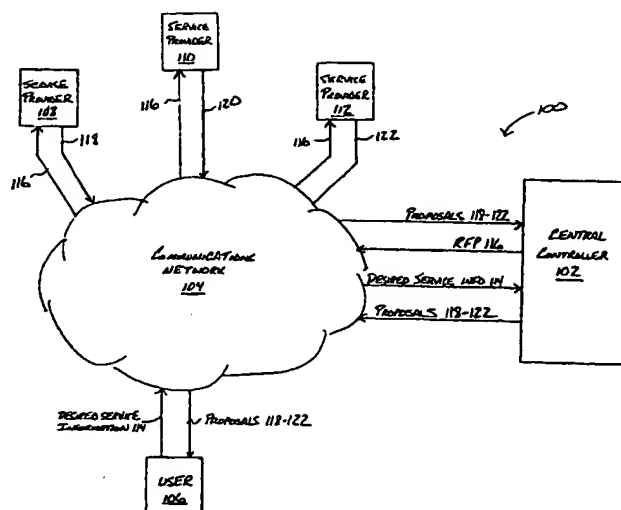 SERVICE
PROVIDER
110
SERVICE
PROVIDER
108
SERVICE
PROVIDER
112
100
116
120
116
118
116
122
COMMUNICATIONS
NETWORK
104
PROPOSALS 118-122
RFP 116
DESIRED SERVICE INFO 114
PROPOSALS 118-122
CENTRAL
CONTROLLER
102
DESIRED SERVICE
INFORMATION 114
PROPOSALS 118-122
USER
106